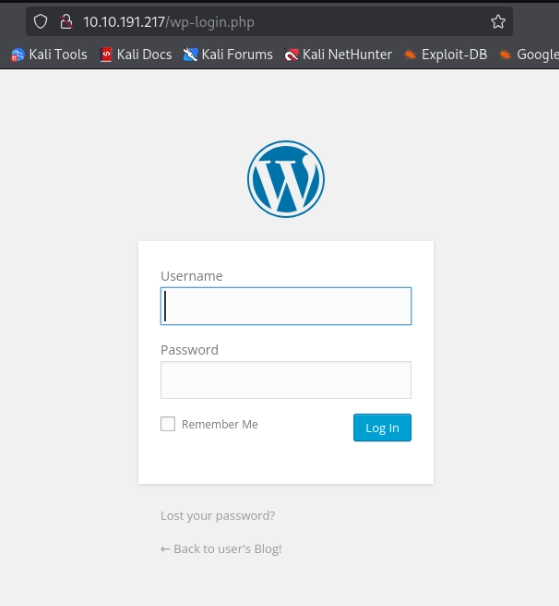 10.10.191.217/wp-login.php
Kali Tools Kali Docs Kali Forums Kali NetHunter Exploit-DB Google
Username
Password
Remember Me Log In
Lost your password?
← Back to user's Blog!